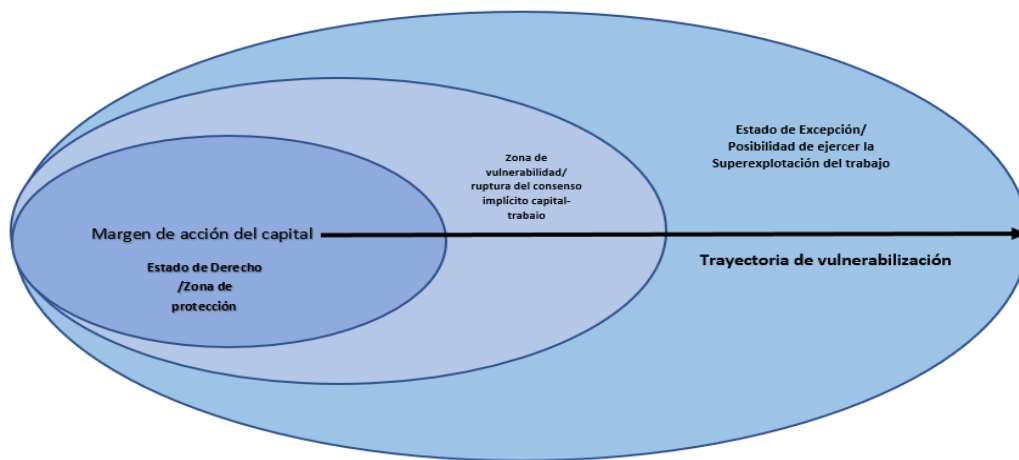 Estado de Excepción/
Posibilidad de ejercer la
Superexplotación del trabajo
Zona de
vulnerabilidad/
ruptura del consenso
implícito capital-
trabaio
Margen de acción del capital
Estado de Derecho
/Zona de
protección
Trayectoria de vulnerabilización